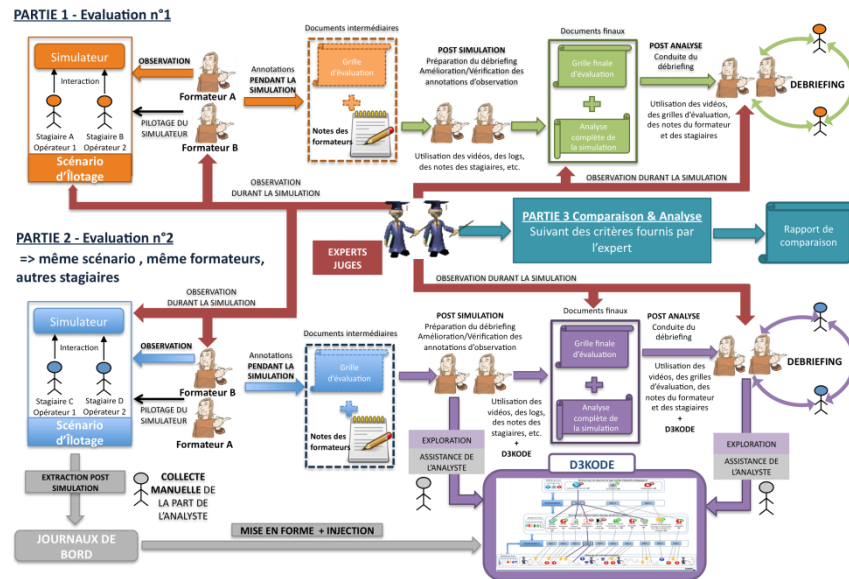 PARTIE 1 - Evaluation n°1
Simulateur
Interaction
Stagiaire A
Opérateur 1
Stagiaire B
Opérateur 2
Scénario
d'Îlotage
OBSERVATION
Formateur A
PILOTAGE DU
SIMULATEUR
Formateur B
Annotations
PENDANT LA
SIMULATION
Documents intermédiaires
Grille
d'évaluation
Notes des
formateurs
POST SIMULATION
Préparation du débriefing
Amélioration/Vérification des
annotations d'observation
Utilisation des vidéos, des logs,
des notes des stagiaires, etc.
Documents finaux
Grille finale
d'évaluation
Analyse
complète de
la simulation
POST ANALYSE
Conduite du
débriefing
Utilisation des vidéos,
des grilles d'évaluation,
des notes du formateur
et des stagiaires
DEBRIEFING
OBSERVATION
DURANT LA SIMULATION
OBSERVATION DURANT LA SIMULATION
EXPERTS
JUGES
PARTIE 3 Comparaison & Analyse
Suivant des critères fournis par
l'expert
Rapport de
comparaison
PARTIE 2 - Evaluation n°2
=> même scénario , même formateurs,
autres stagiaires
OBSERVATION
DURANT LA SIMULATION
OBSERVATION DURANT LA SIMULATION
Simulateur
Interaction
Stagiaire C
Opérateur 1
Stagiaire D
Opérateur 2
Scénario
d'Îlotage
OBSERVATION
Formateur B
PILOTAGE DU
SIMULATEUR
Formateur A
Annotations
PENDANT LA
SIMULATION
Documents intermédiaires
Grille
d'évaluation
Notes des
formateurs
POST SIMULATION
Préparation du débriefing
Amélioration/Vérification des
annotations d'observation
Utilisation des
vidéos, des logs,
des notes des
stagiaires, etc.
+
D3KODE
Documents finaux
Grille finale
d'évaluation
Analyse
complète de la
simulation
POST ANALYSE
Conduite du
débriefing
Utilisation des
vidéos, des grilles
d'évaluation, des
notes du formateur
et des stagiaires
+
D3KODE
DEBRIEFING
EXPLORATION
ASSISTANCE DE
L'ANALYSTE
EXPLORATION
ASSISTANCE DE
L'ANALYSTE
D3KODE
EXTRACTION POST
SIMULATION
COLLECTE
MANUELLE DE
LA PART DE
L'ANALYSTE
JOURNAUX DE
BORD
MISE EN FORME + INJECTION